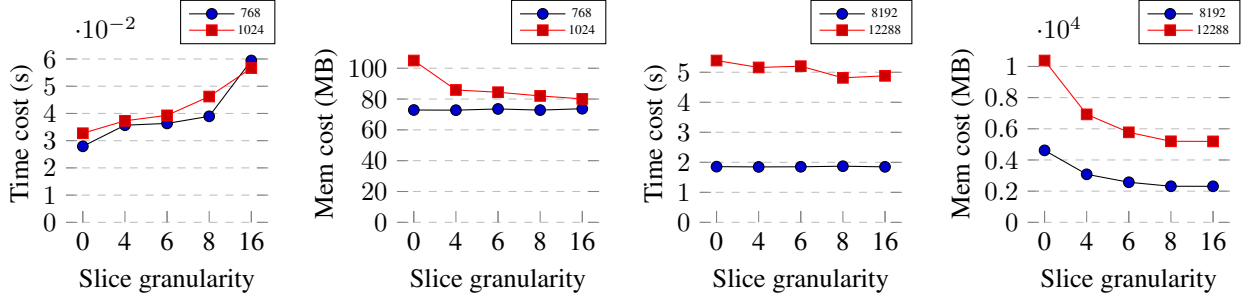 768
1024
·10⁻²
Time cost (s)
6
5
4
3
2
1
0
0 4 6 8 16
Slice granularity
768
1024
Mem cost (MB)
100
80
60
40
20
0
0 4 6 8 16
Slice granularity
8192
12288
Time cost (s)
5
4
3
2
1
0
0 4 6 8 16
Slice granularity
8192
12288
·10⁴
Mem cost (MB)
1
0.8
0.6
0.4
0.2
0
0 4 6 8 16
Slice granularity